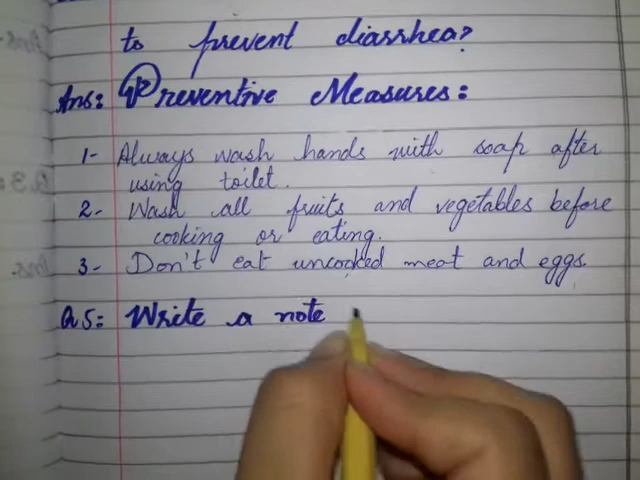 to prevent diarrhea?
Ans: Preventive Measures:
1- Always wash hands with soap after
using toilet.
2- Wash all fruits and vegetables before
cooking or eating.
3- Don't eat uncooked meat and eggs.
Q5: Write a note